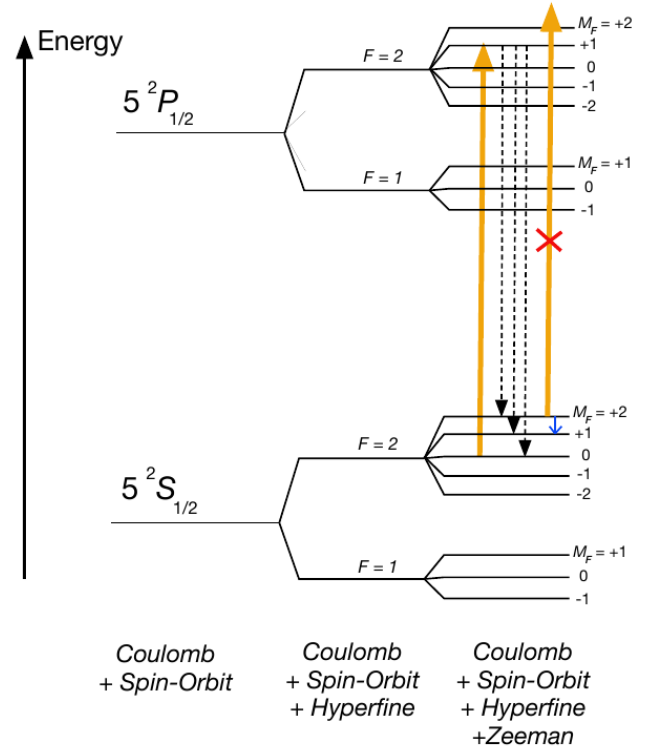 Energy
5 ²P₁/₂
F = 2
M_F = +2
+1
0
-1
-2
F = 1
M_F = +1
0
-1
5 ²S₁/₂
F = 2
M_F = +2
+1
0
-1
-2
F = 1
M_F = +1
0
-1
Coulomb
+ Spin-Orbit
Coulomb
+ Spin-Orbit
+ Hyperfine
Coulomb
+ Spin-Orbit
+ Hyperfine
+Zeeman